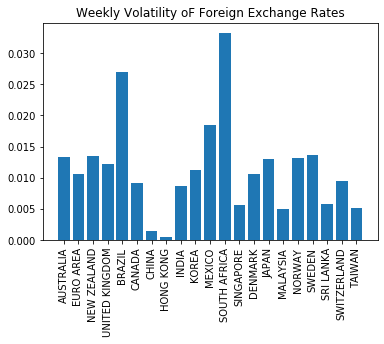 Weekly Volatility oF Foreign Exchange Rates
0.030
0.025
0.020
0.015
0.010
0.005
0.000
AUSTRALIA
EURO AREA
NEW ZEALAND
UNITED KINGDOM
BRAZIL
CANADA
CHINA
HONG KONG
INDIA
KOREA
MEXICO
SOUTH AFRICA
SINGAPORE
DENMARK
JAPAN
MALAYSIA
NORWAY
SWEDEN
SRI LANKA
SWITZERLAND
TAIWAN